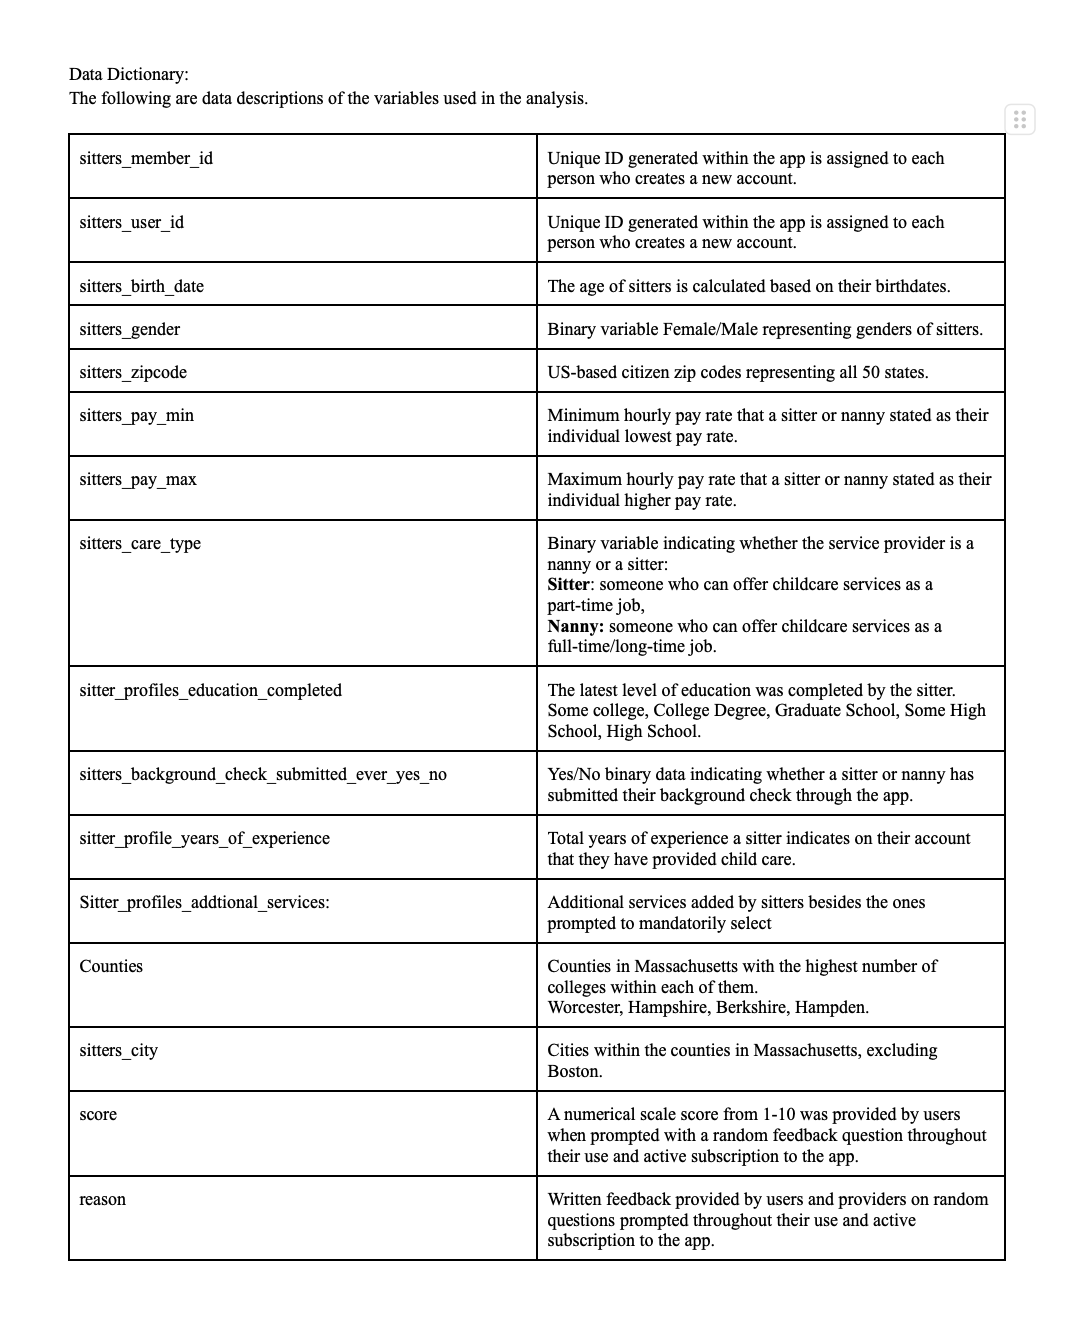 Data Dictionary:
The following are data descriptions of the variables used in the analysis.
sitters_member_id
Unique ID generated within the app is assigned to each
person who creates a new account.
sitters_user_id
Unique ID generated within the app is assigned to each
person who creates a new account.
sitters_birth_date
The age of sitters is calculated based on their birthdates.
sitters_gender
Binary variable Female/Male representing genders of sitters.
sitters_zipcode
US-based citizen zip codes representing all 50 states.
sitters_pay_min
Minimum hourly pay rate that a sitter or nanny stated as their
individual lowest pay rate.
sitters_pay_max
Maximum hourly pay rate that a sitter or nanny stated as their
individual higher pay rate.
sitters_care_type
Binary variable indicating whether the service provider is a
nanny or a sitter:
Sitter: someone who can offer childcare services as a
part-time job,
Nanny: someone who can offer childcare services as a
full-time/long-time job.
sitter_profiles_education_completed
The latest level of education was completed by the sitter.
Some college, College Degree, Graduate School, Some High
School, High School.
sitters_background_check_submitted_ever_yes_no
Yes/No binary data indicating whether a sitter or nanny has
submitted their background check through the app.
sitter_profile_years_of_experience
Total years of experience a sitter indicates on their account
that they have provided child care.
Sitter_profiles_addtional_services:
Additional services added by sitters besides the ones
prompted to mandatorily select
Counties
Counties in Massachusetts with the highest number of
colleges within each of them.
Worcester, Hampshire, Berkshire, Hampden.
sitters_city
Cities within the counties in Massachusetts, excluding
Boston.
score
A numerical scale score from 1-10 was provided by users
when prompted with a random feedback question throughout
their use and active subscription to the app.
reason
Written feedback provided by users and providers on random
questions prompted throughout their use and active
subscription to the app.